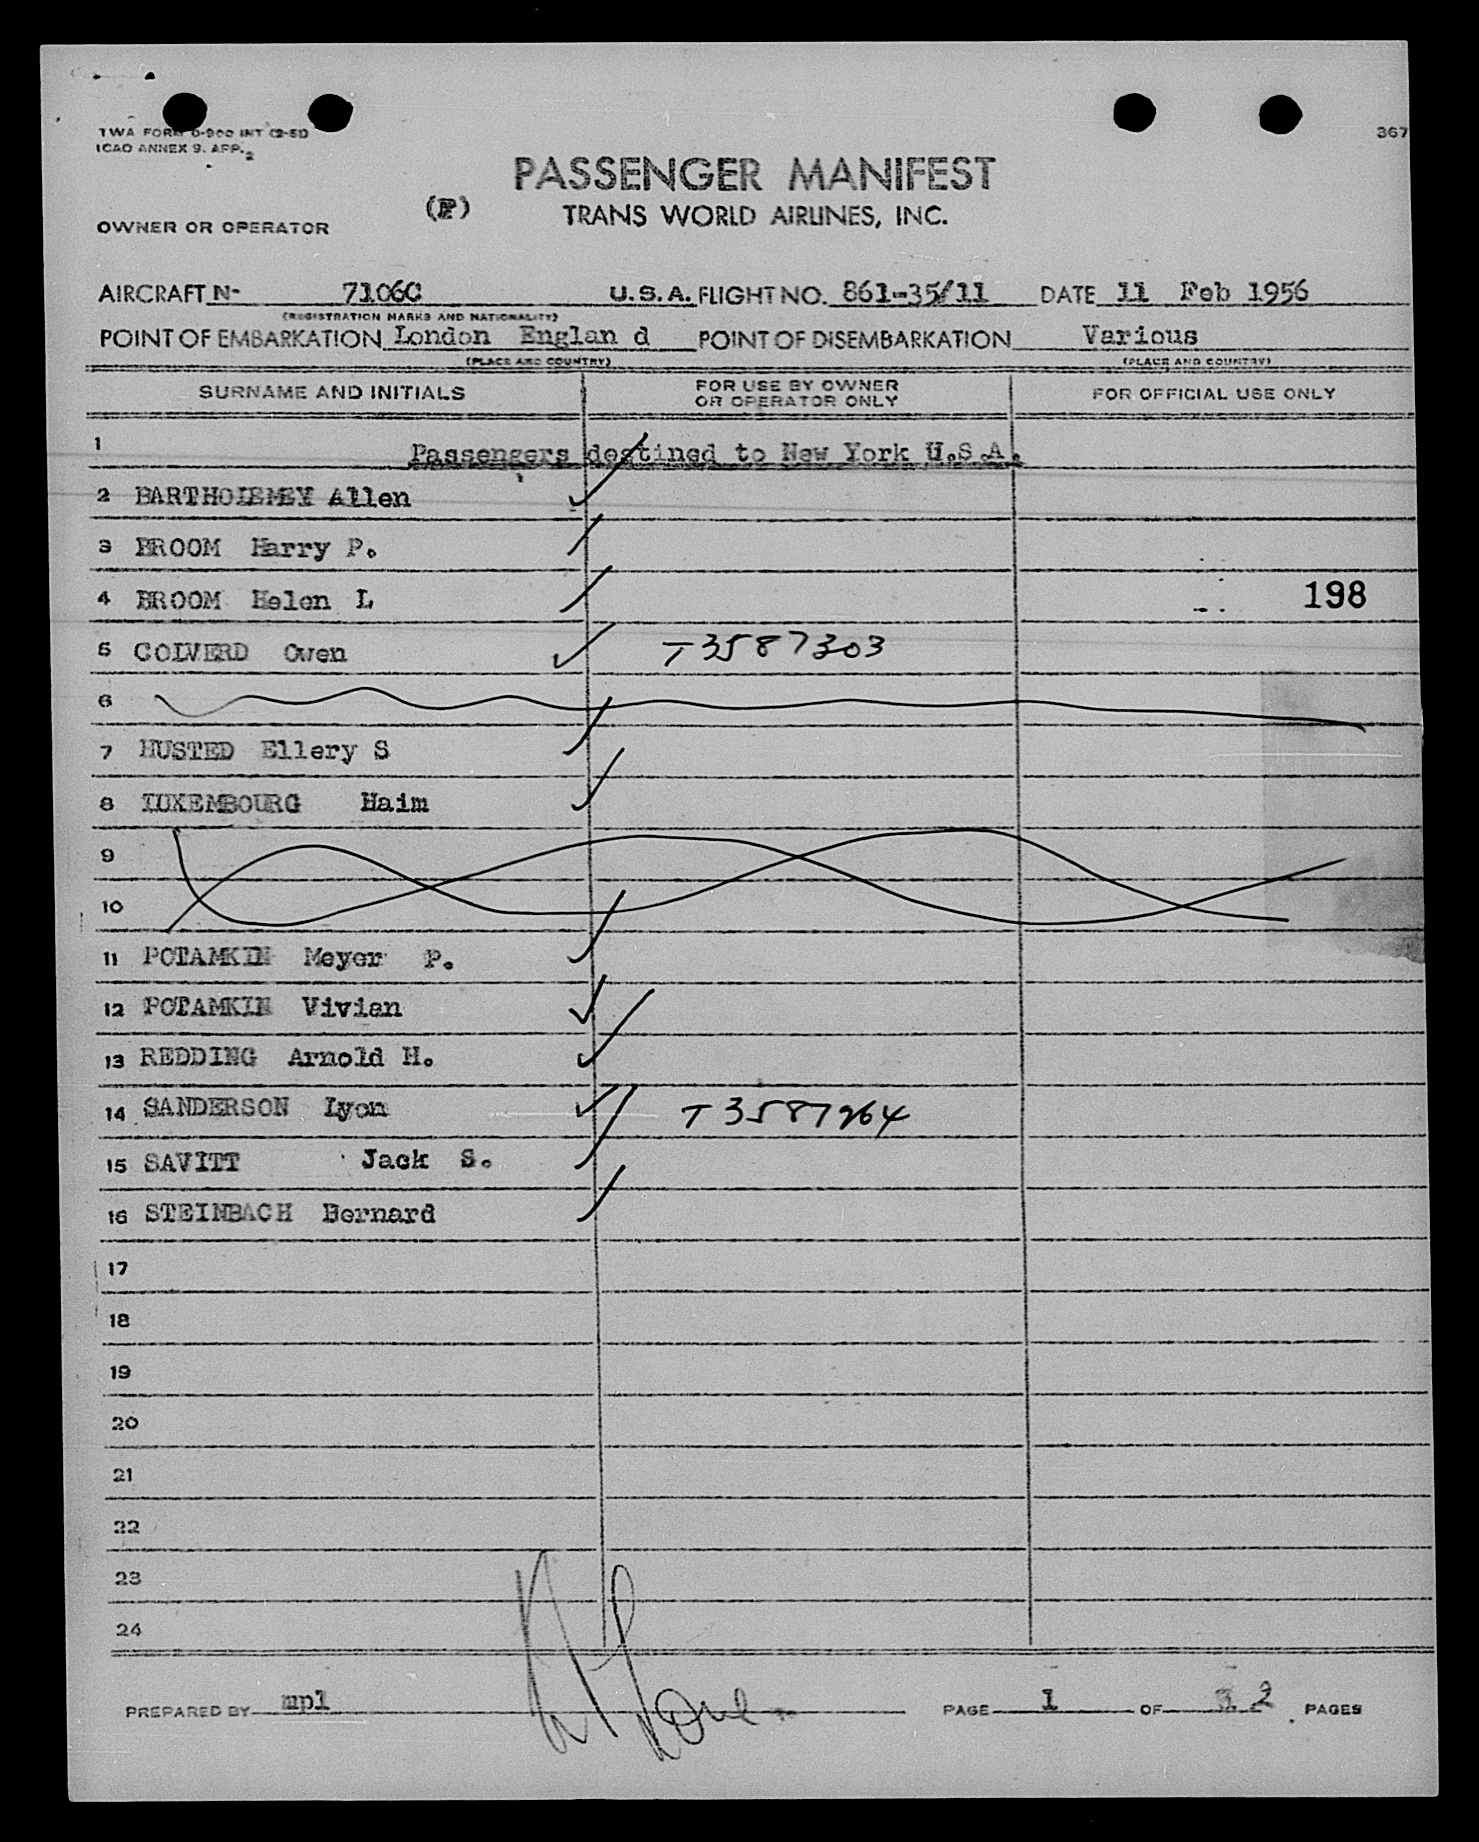 TWA FORM 0-900 INT (2-51)
ICAO ANNEX 9. APP. 2
367
PASSENGER MANIFEST
(F)
TRANS WORLD AIRLINES, INC.
OWNER OR OPERATOR
AIRCRAFT N- 7106C U.S.A. FLIGHT NO. 861-35/11 DATE 11 Feb 1956
(REGISTRATION MARKS AND NATIONALITY)
POINT OF EMBARKATION London Englan d POINT OF DISEMBARKATION Various
(PLACE AND COUNTRY) (PLACE AND COUNTRY)
SURNAME AND INITIALS FOR USE BY OWNER OR OPERATOR ONLY FOR OFFICIAL USE ONLY
1 Passengers destined to New York U.S.A.
2 BARTHOLEMEY Allen
3 BROOM Harry P.
4 BROOM Helen L 198
5 COLVERD Owen T3587303
6
7 HUSTED Ellery S
8 LUXEMBOURG Haim
9
10
11 POTAMKIN Meyer P.
12 POTAMKIN Vivian
13 REDDING Arnold H.
14 SANDERSON Lyon T3587264
15 SAVITT Jack S.
16 STEINBACH Bernard
17
18
19
20
21
22
23
24
PREPARED BY mpl PAGE 1 OF 2 PAGES